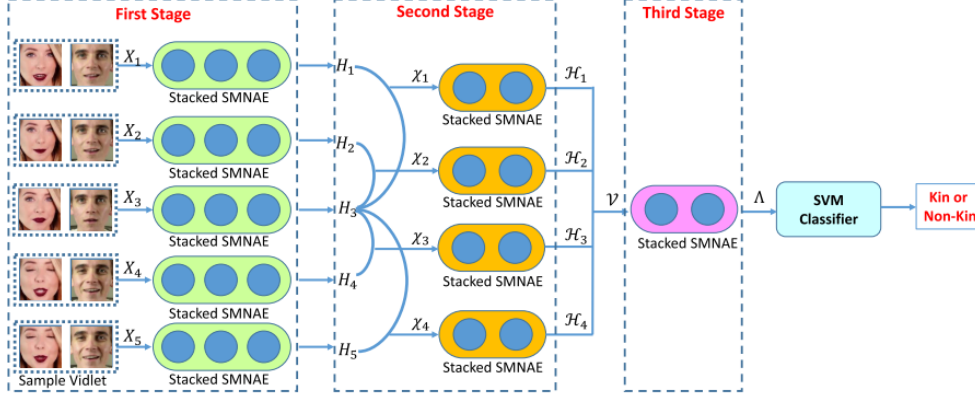 First Stage
Second Stage
Third Stage
X₁
Stacked SMNAE
H₁
χ₁
Stacked SMNAE
ℋ₁
X₂
Stacked SMNAE
H₂
χ₂
Stacked SMNAE
ℋ₂
X₃
Stacked SMNAE
H₃
𝒱
Stacked SMNAE
Λ
SVM
Classifier
Kin or
Non-Kin
χ₃
Stacked SMNAE
ℋ₃
X₄
Stacked SMNAE
H₄
χ₄
Stacked SMNAE
ℋ₄
X₅
Stacked SMNAE
H₅
Sample Vidlet